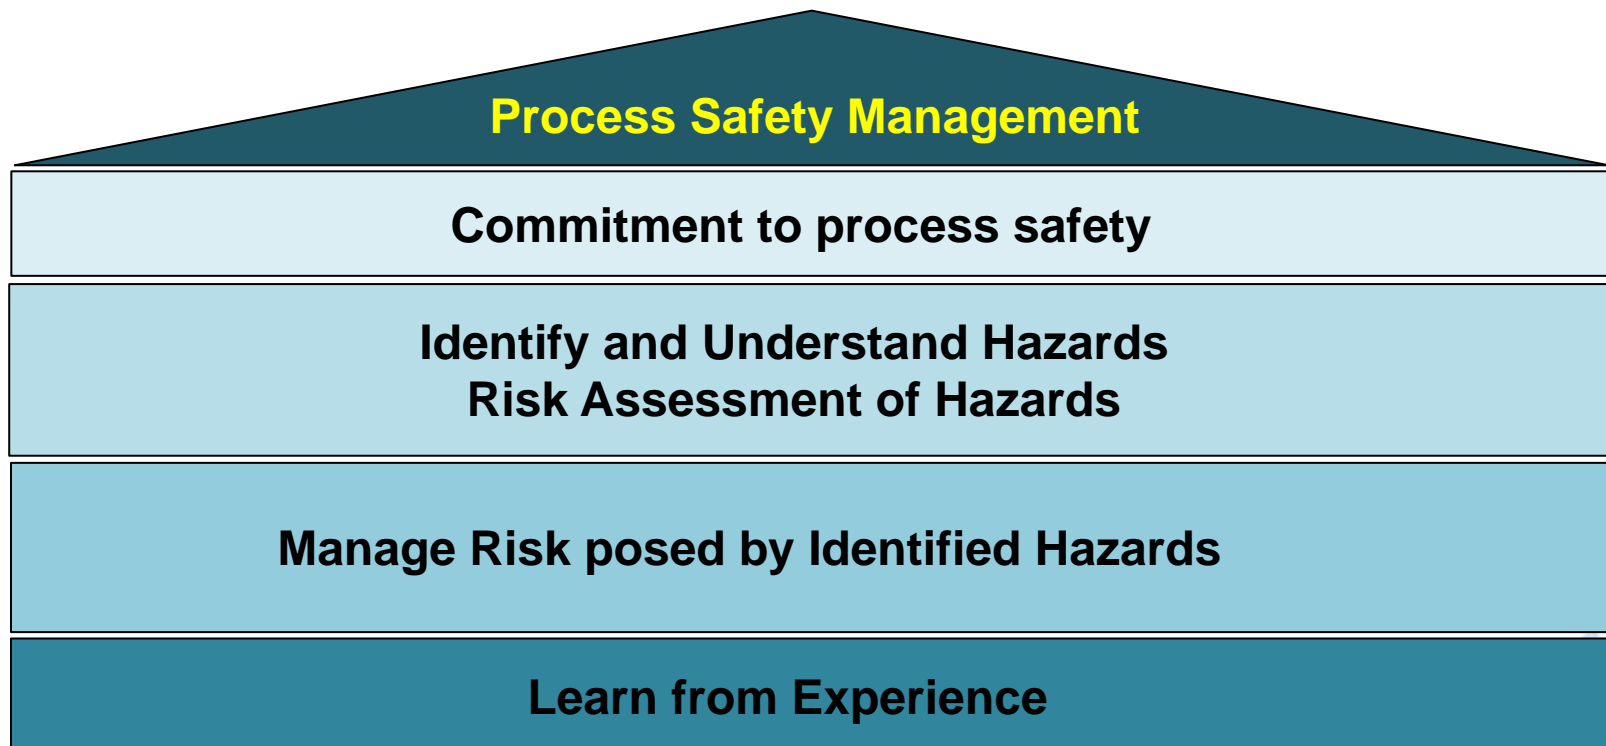 Process Safety Management
Commitment to process safety
Identify and Understand Hazards
Risk Assessment of Hazards
Manage Risk posed by Identified Hazards
Learn from Experience